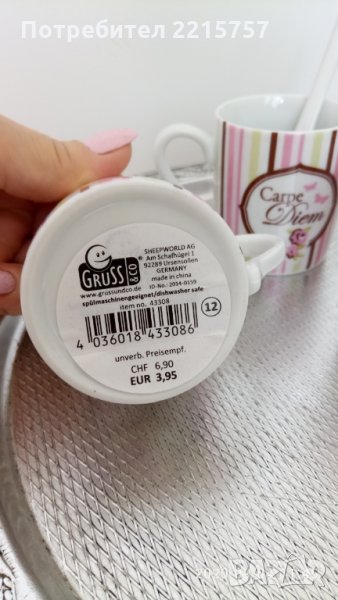 Потребител 2215757
Carpe
Diem
GRUSS
& CO
®
SHEEPWORLD AG
Am Schafhügel 1
92289 Ursensollen
GERMANY
made in china
ID-No. 2014-0159
www.grussundco.de
spülmaschinengeeignet/dishwasher safe
item no. 43308
12
4 036018 433086
unverb. Preisempf.
CHF 6,90
EUR 3,95
BAZAR